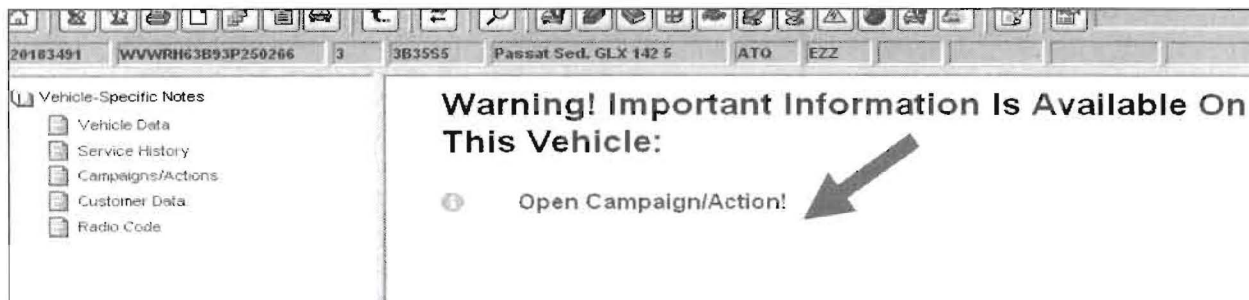 20183491 WVWRH63B93P250266 3 3B35S5 Passat Sed. GLX 142 5 ATQ EZZ
Vehicle-Specific Notes
Vehicle Data
Service History
Campaigns/Actions
Customer Data
Radio Code
Warning! Important Information Is Available On
This Vehicle:
Open Campaign/Action!